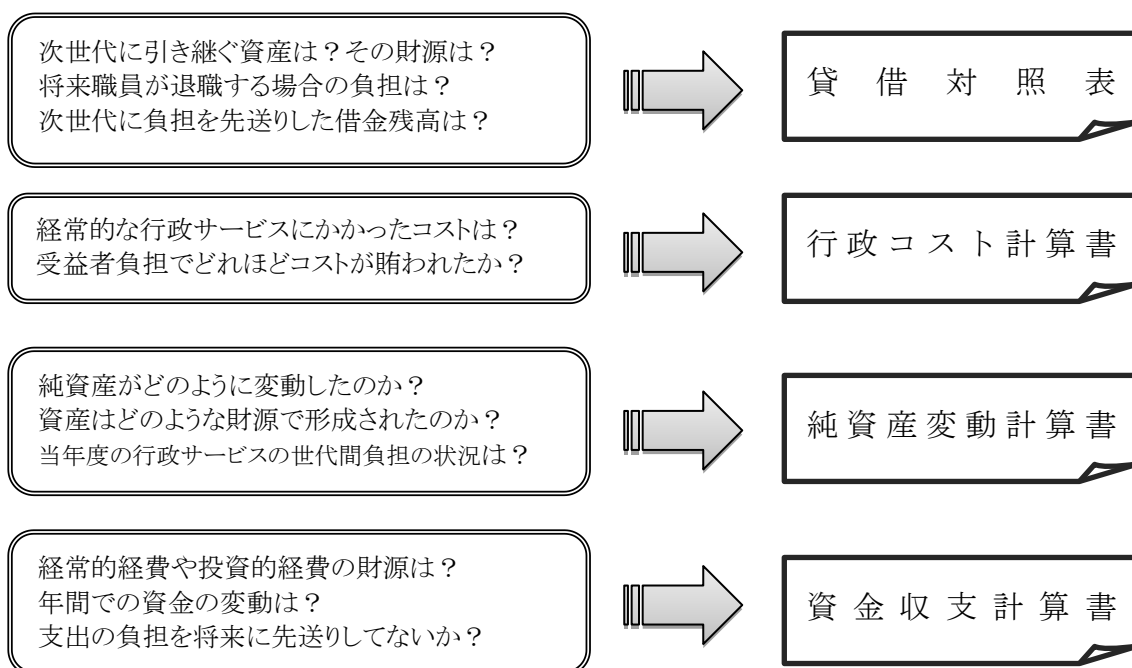 次世代に引き継ぐ資産は？その財源は？
将来職員が退職する場合の負担は？
次世代に負担を先送りした借金残高は？
貸借対照表
経常的な行政サービスにかかったコストは？
受益者負担でどれほどコストが賄われたか？
行政コスト計算書
純資産がどのように変動したのか？
資産はどのような財源で形成されたのか？
当年度の行政サービスの世代間負担の状況は？
純資産変動計算書
経常的経費や投資的経費の財源は？
年間での資金の変動は？
支出の負担を将来に先送りしてないか？
資金収支計算書